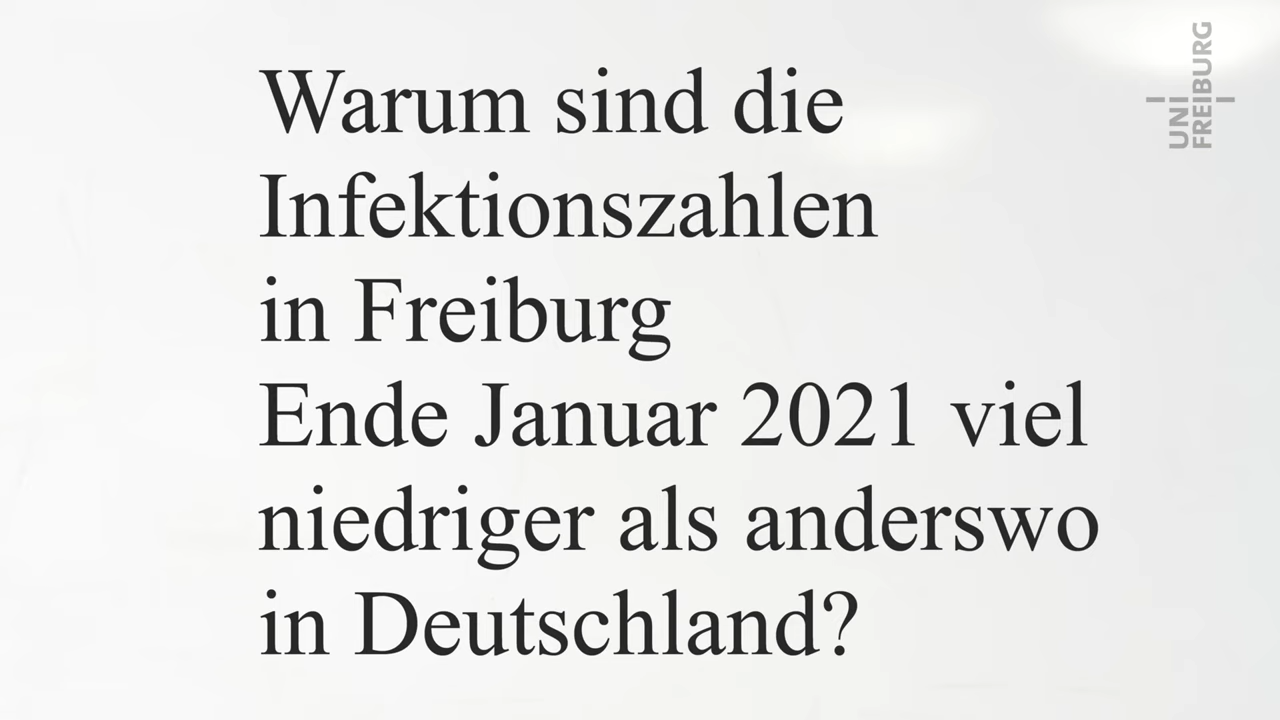 Warum sind die
Infektionszahlen
in Freiburg
Ende Januar 2021 viel
niedriger als anderswo
in Deutschland?
UNI
FREIBURG